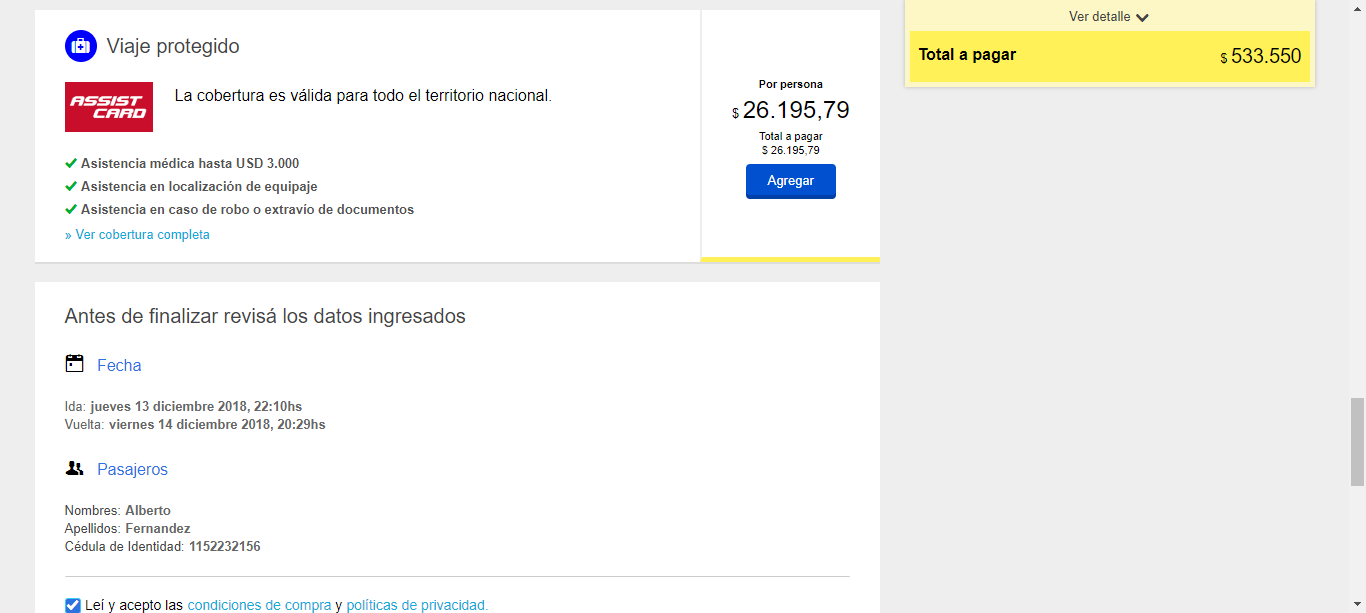 Viaje protegido
ASSIST
CARD
La cobertura es válida para todo el territorio nacional.
Asistencia médica hasta USD 3.000
Asistencia en localización de equipaje
Asistencia en caso de robo o extravío de documentos
» Ver cobertura completa
Por persona
$ 26.195,79
Total a pagar
$ 26.195,79
Agregar
Ver detalle
Total a pagar $ 533.550
Antes de finalizar revisá los datos ingresados
Fecha
Ida: jueves 13 diciembre 2018, 22:10hs
Vuelta: viernes 14 diciembre 2018, 20:29hs
Pasajeros
Nombres: Alberto
Apellidos: Fernandez
Cédula de Identidad: 1152232156
Leí y acepto las condiciones de compra y políticas de privacidad.